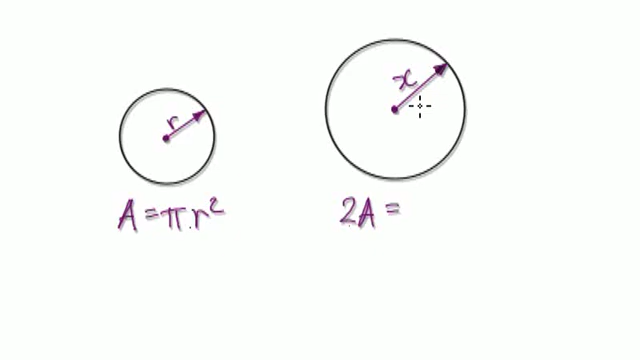 r
x
A = π.r²
2A =